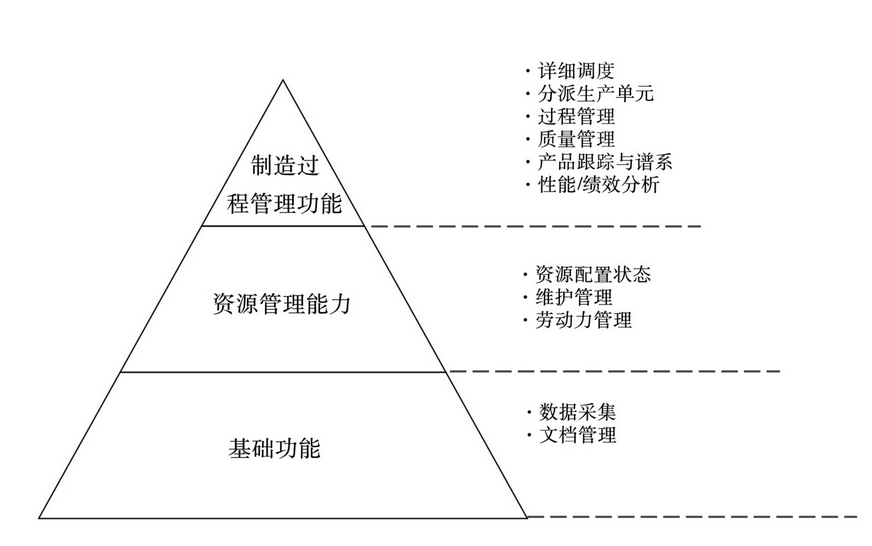 制造过
程管理功能
· 详细调度
· 分派生产单元
· 过程管理
· 质量管理
· 产品跟踪与谱系
· 性能/绩效分析
资源管理能力
· 资源配置状态
· 维护管理
· 劳动力管理
基础功能
· 数据采集
· 文档管理